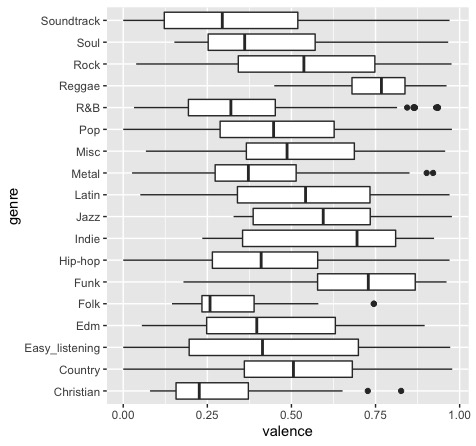 Soundtrack
Soul
Rock
Reggae
R&B
Pop
Misc
Metal
Latin
Jazz
Indie
Hip-hop
Funk
Folk
Edm
Easy_listening
Country
Christian
genre
0.00 0.25 0.50 0.75 1.00
valence